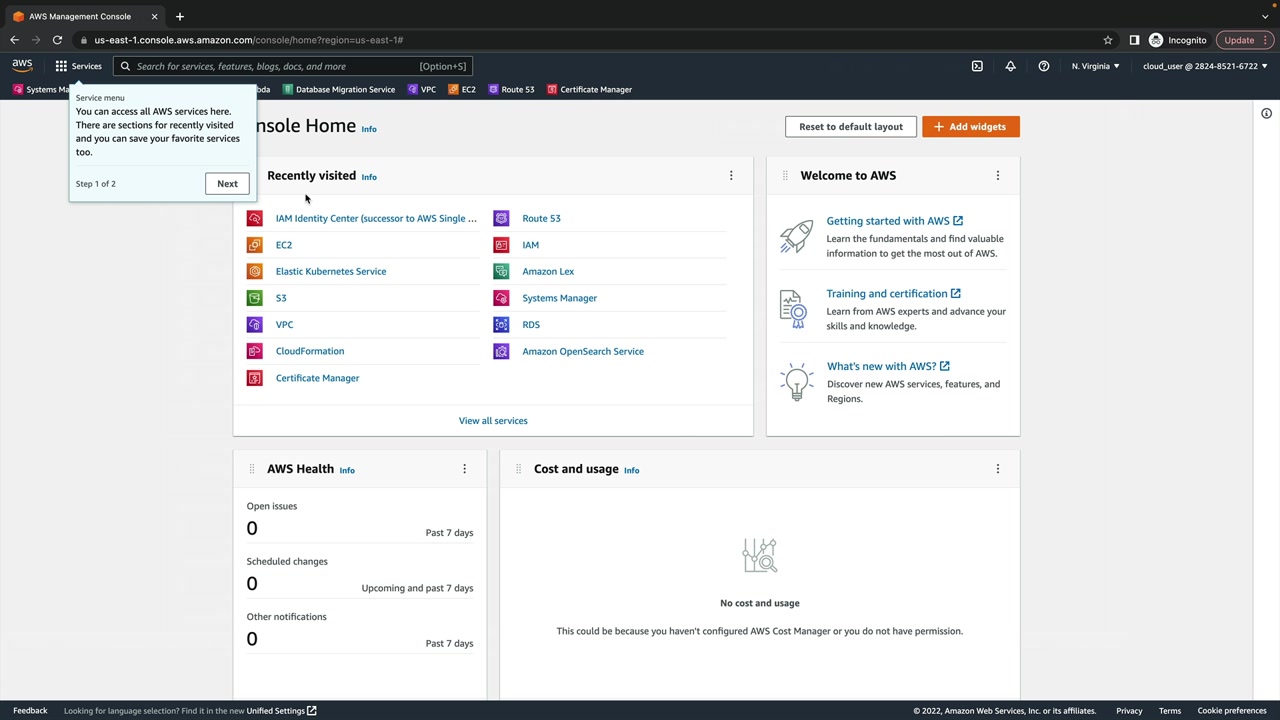 AWS Management Console
us-east-1.console.aws.amazon.com/console/home?region=us-east-1#
Incognito
Update
aws
Services
Search for services, features, blogs, docs, and more
[Option+S]
N. Virginia
cloud_user @ 2824-8521-6722
Systems Ma
bda
Database Migration Service
VPC
EC2
Route 53
Certificate Manager
Service menu
You can access all AWS services here.
There are sections for recently visited
and you can save your favorite services
too.
Step 1 of 2
Next
nsole Home
Info
Reset to default layout
Add widgets
Recently visited
Info
IAM Identity Center (successor to AWS Single ...
EC2
Elastic Kubernetes Service
S3
VPC
CloudFormation
Certificate Manager
Route 53
IAM
Amazon Lex
Systems Manager
RDS
Amazon OpenSearch Service
View all services
Welcome to AWS
Getting started with AWS
Learn the fundamentals and find valuable
information to get the most out of AWS.
Training and certification
Learn from AWS experts and advance your
skills and knowledge.
What's new with AWS?
Discover new AWS services, features, and
Regions.
AWS Health
Info
Open issues
0
Past 7 days
Scheduled changes
0
Upcoming and past 7 days
Other notifications
0
Past 7 days
Cost and usage
Info
No cost and usage
This could be because you haven't configured AWS Cost Manager or you do not have permission.
Feedback
Looking for language selection? Find it in the new Unified Settings
© 2022, Amazon Web Services, Inc. or its affiliates.
Privacy
Terms
Cookie preferences